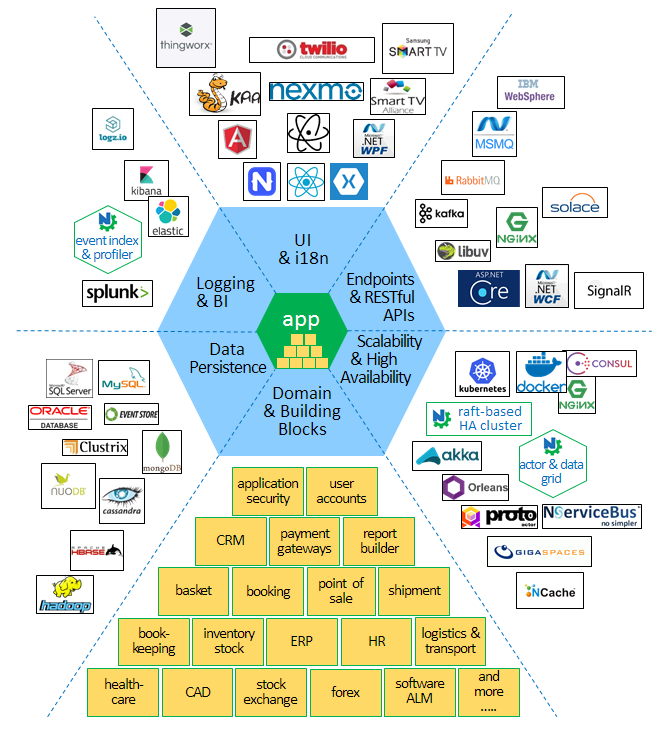 thingworx
twilio
CLOUD COMMUNICATIONS
Samsung
SMART TV
KAA
nexmo
Smart TV
Alliance
A
Microsoft
.NET
WPF
N
X
IBM
WebSphere
MSMQ
RabbitMQ
kafka
NGINX
solace
libuv
ASP.NET
Core
Microsoft
.NET
WCF
SignalR
logz.io
kibana
elastic
event index
& profiler
splunk>
UI
& i18n
Logging
& BI
Endpoints
& RESTful
APIs
app
Data
Persistence
Scalability
& High
Availability
Domain
& Building
Blocks
Microsoft
SQL Server
MySQL
ORACLE
DATABASE
EVENT STORE
Clustrix
mongoDB
NUODB
cassandra
APACHE
HBASE
hadoop
kubernetes
docker
CONSUL
NGINX
raft-based
HA cluster
akka
actor & data
grid
Orleans
proto
actor
NServiceBus
no simpler
GIGASPACES
NCache
application
security
user
accounts
CRM
payment
gateways
report
builder
basket
booking
point of
sale
shipment
book-
keeping
inventory
stock
ERP
HR
logistics &
transport
health-
care
CAD
stock
exchange
forex
software
ALM
and
more
.....